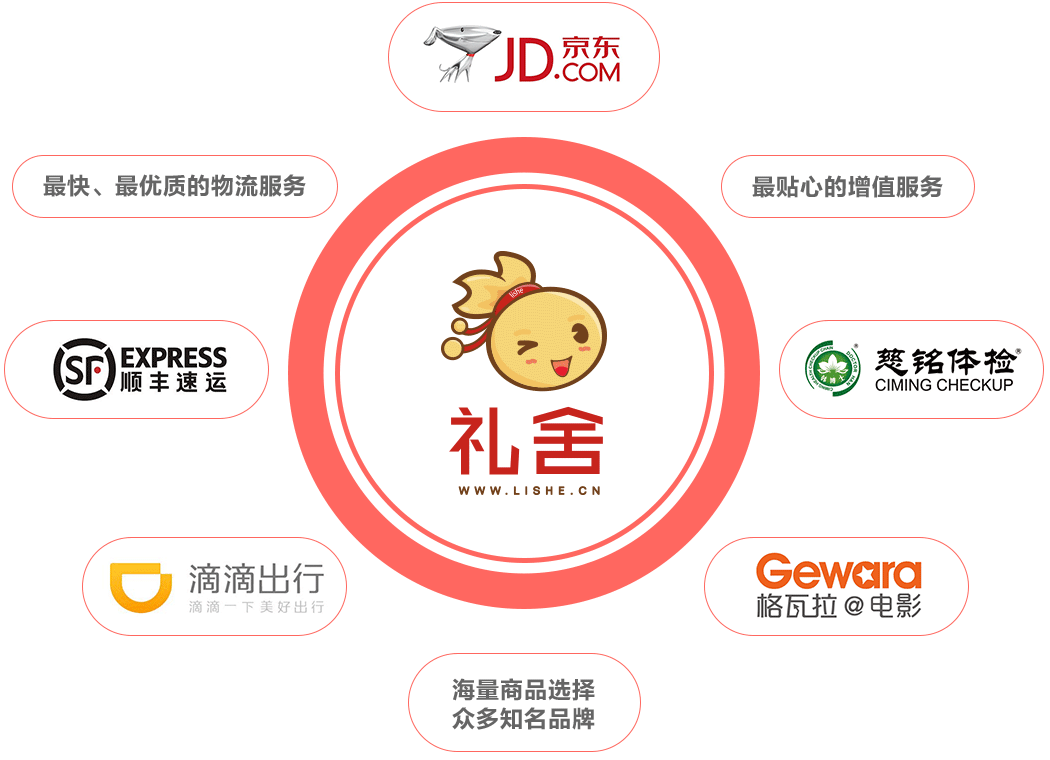 JD.京东
.COM
最快、最优质的物流服务
最贴心的增值服务
lishe
SF EXPRESS
顺丰速运
慈铭体检®
CIMING CHECKUP
礼舍
WWW.LISHE.CN
滴滴出行
滴滴一下 美好出行
Gewara
格瓦拉@电影
海量商品选择
众多知名品牌